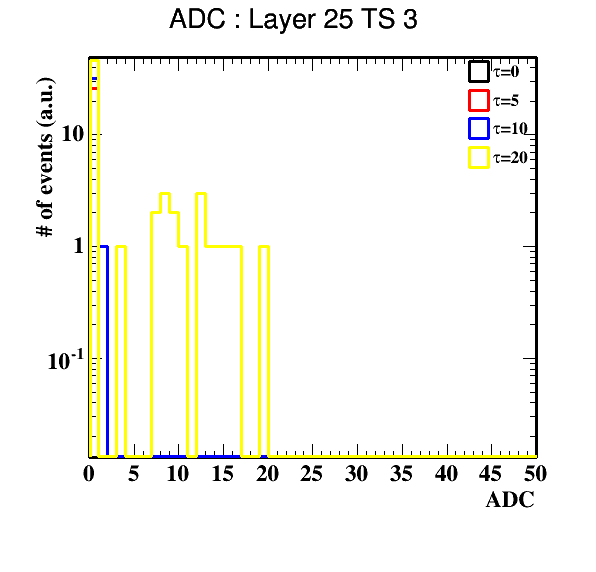 ADC : Layer 25 TS 3
# of events (a.u.)
10
1
10-1
τ=0
τ=5
τ=10
τ=20
0 5 10 15 20 25 30 35 40 45 50
ADC